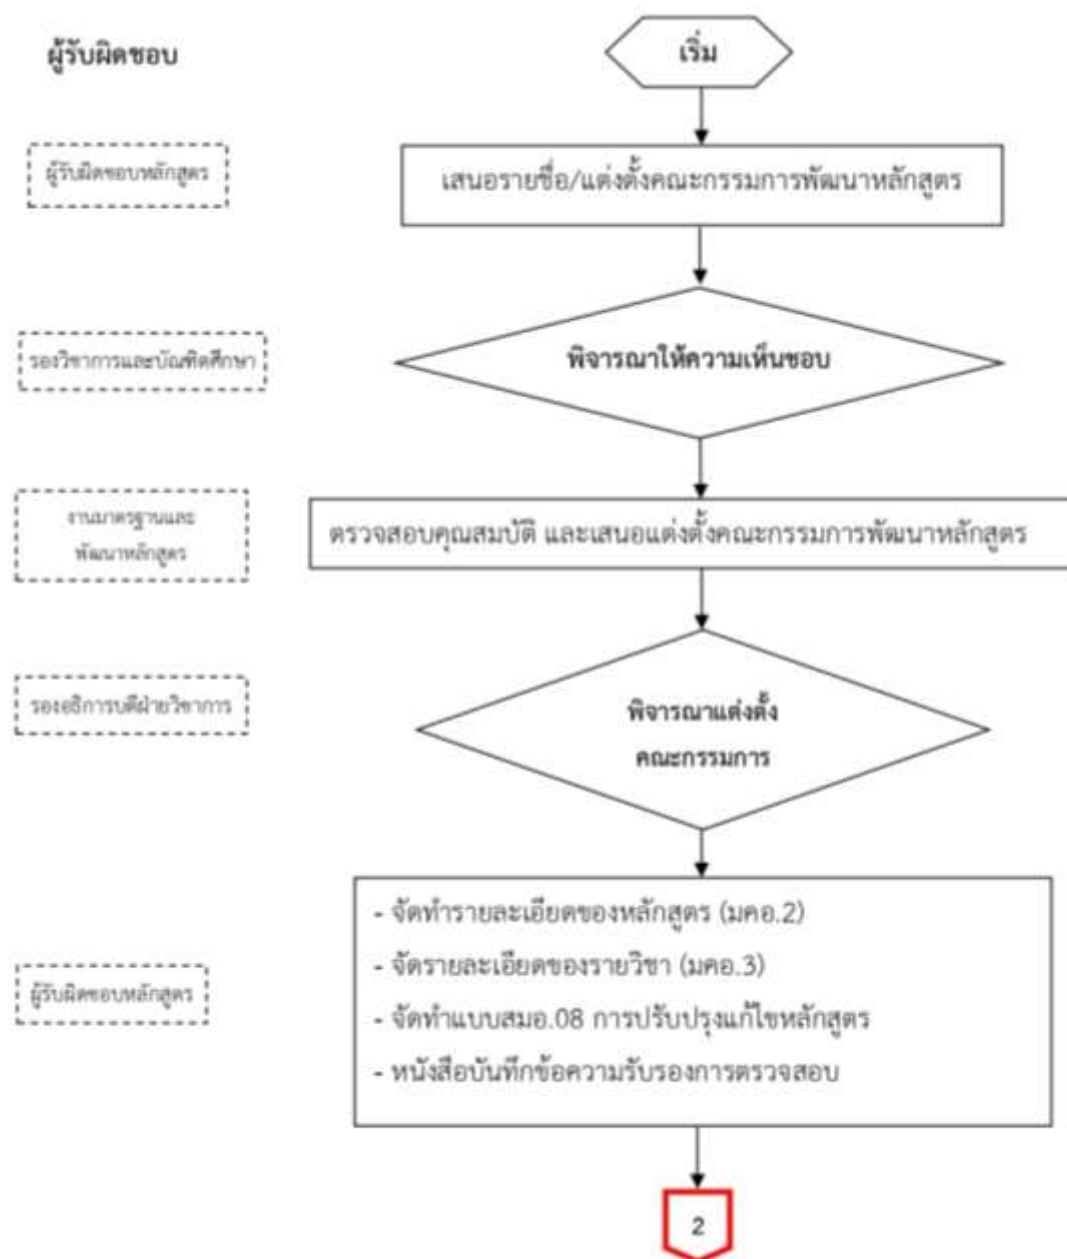 ผู้รับผิดชอบ
เริ่ม
ผู้รับผิดชอบหลักสูตร
เสนอรายชื่อ/แต่งตั้งคณะกรรมการพัฒนาหลักสูตร
รองวิชาการและบัณฑิตศึกษา
พิจารณาให้ความเห็นชอบ
งานมาตรฐานและ
พัฒนาหลักสูตร
ตรวจสอบคุณสมบัติ และเสนอแต่งตั้งคณะกรรมการพัฒนาหลักสูตร
รองอธิการบดีฝ่ายวิชาการ
พิจารณาแต่งตั้ง
คณะกรรมการ
ผู้รับผิดชอบหลักสูตร
- จัดทำรายละเอียดของหลักสูตร (มคอ.2)
- จัดรายละเอียดของรายวิชา (มคอ.3)
- จัดทำแบบสมอ.08 การปรับปรุงแก้ไขหลักสูตร
- หนังสือบันทึกข้อความรับรองการตรวจสอบ
2